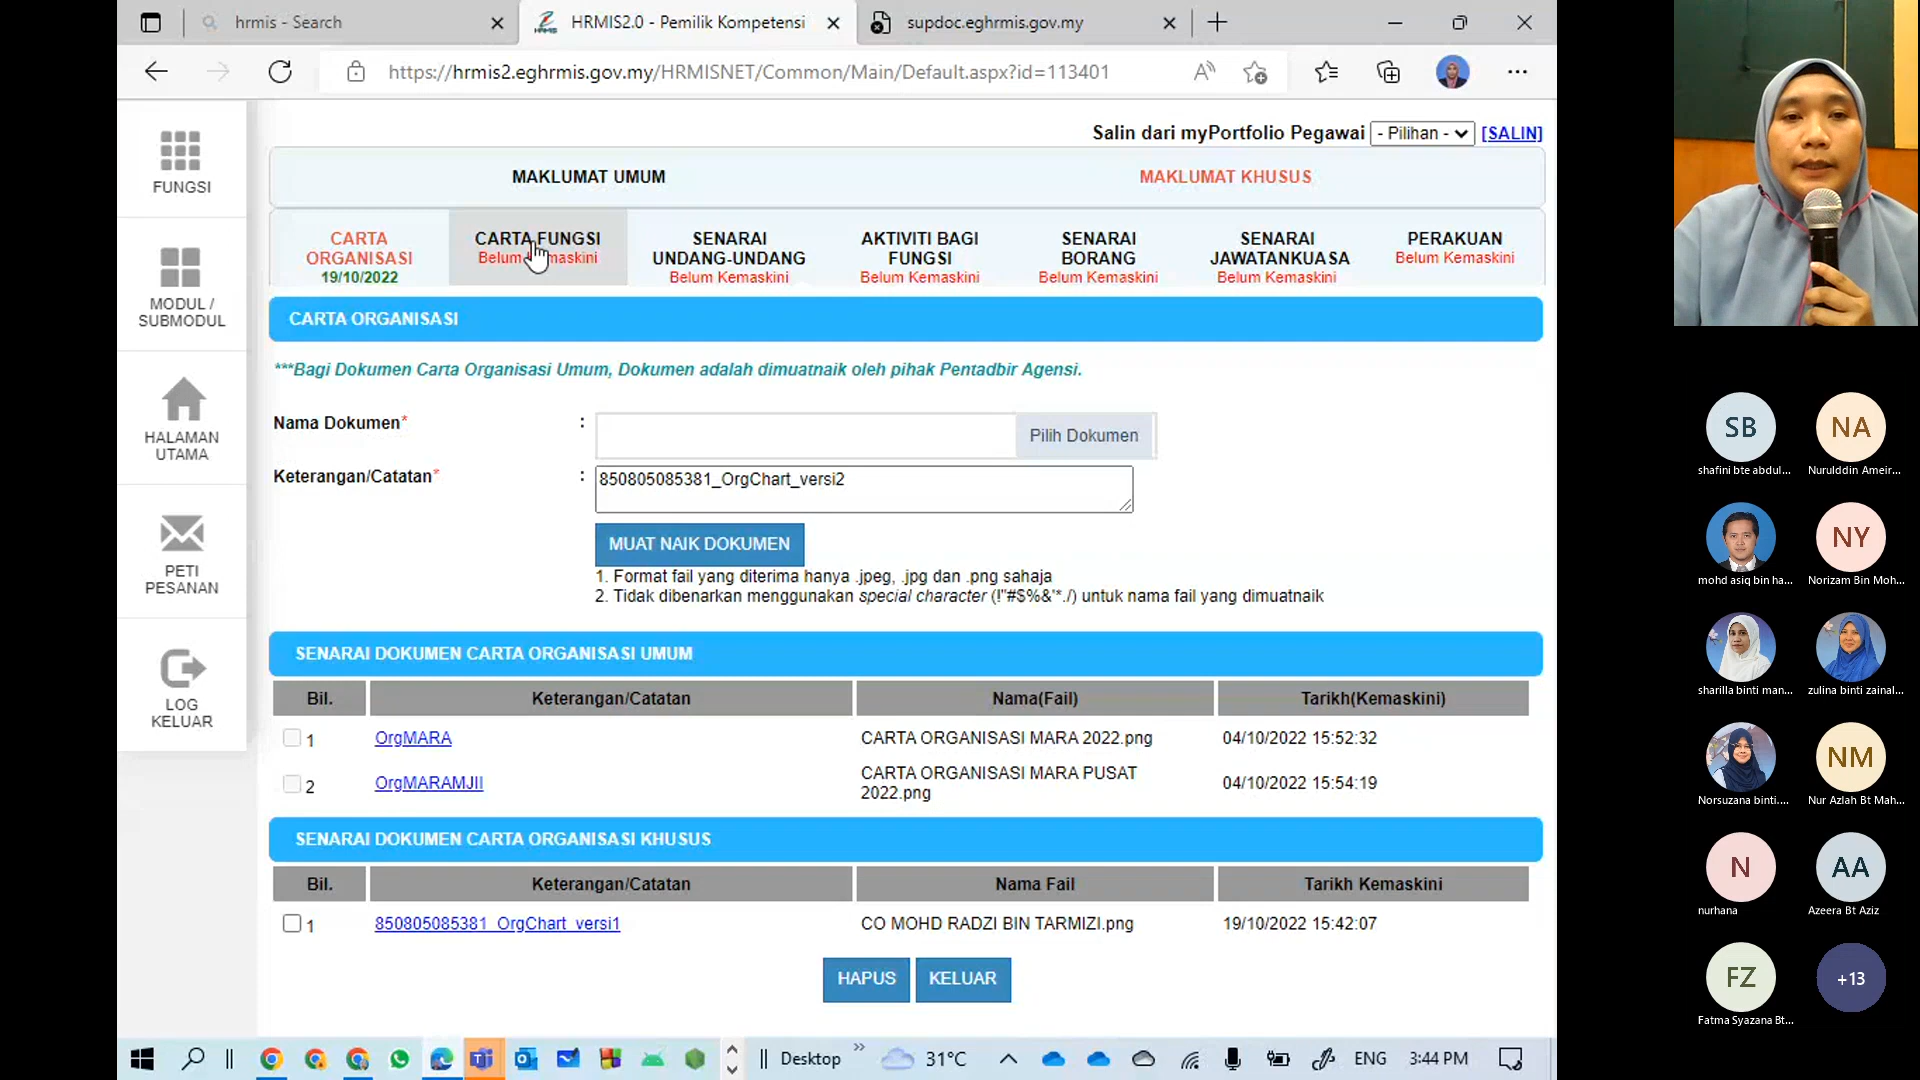 hrmis - Search
HRMIS2.0 - Pemilik Kompetensi
supdoc.eghrmis.gov.my
https://hrmis2.eghrmis.gov.my/HRMISNET/Common/Main/Default.aspx?id=113401
Salin dari myPortfolio Pegawai - Pilihan - [SALIN]
FUNGSI
MODUL /
SUBMODUL
HALAMAN
UTAMA
PETI
PESANAN
LOG
KELUAR
MAKLUMAT UMUM
MAKLUMAT KHUSUS
CARTA
ORGANISASI
19/10/2022
CARTA FUNGSI
Belum Kemaskini
SENARAI
UNDANG-UNDANG
Belum Kemaskini
AKTIVITI BAGI
FUNGSI
Belum Kemaskini
SENARAI
BORANG
Belum Kemaskini
SENARAI
JAWATANKUASA
Belum Kemaskini
PERAKUAN
Belum Kemaskini
CARTA ORGANISASI
***Bagi Dokumen Carta Organisasi Umum, Dokumen adalah dimuatnaik oleh pihak Pentadbir Agensi.
Nama Dokumen* : Pilih Dokumen
Keterangan/Catatan* : 850805085381_OrgChart_versi2
MUAT NAIK DOKUMEN
1. Format fail yang diterima hanya .jpeg, .jpg dan .png sahaja
2. Tidak dibenarkan menggunakan special character (!"#$%&'*./) untuk nama fail yang dimuatnaik
SENARAI DOKUMEN CARTA ORGANISASI UMUM
Bil. Keterangan/Catatan Nama(Fail) Tarikh(Kemaskini)
1 OrgMARA CARTA ORGANISASI MARA 2022.png 04/10/2022 15:52:32
2 OrgMARAMJII CARTA ORGANISASI MARA PUSAT 04/10/2022 15:54:19
2022.png
SENARAI DOKUMEN CARTA ORGANISASI KHUSUS
Bil. Keterangan/Catatan Nama Fail Tarikh Kemaskini
1 850805085381_OrgChart_versi1 CO MOHD RADZI BIN TARMIZI.png 19/10/2022 15:42:07
HAPUS KELUAR
Desktop 31°C ENG 3:44 PM
SB NA
shafini bte abdul... Nurulddin Ameir...
NY
mohd asiq bin ha... Norizam Bin Moh...
sharilla binti man... zulina binti zainal...
NM
Norsuzana binti.... Nur Azlah Bt Mah...
N AA
nurhana Azeera Bt Aziz
FZ +13
Fatma Syazana Bt...